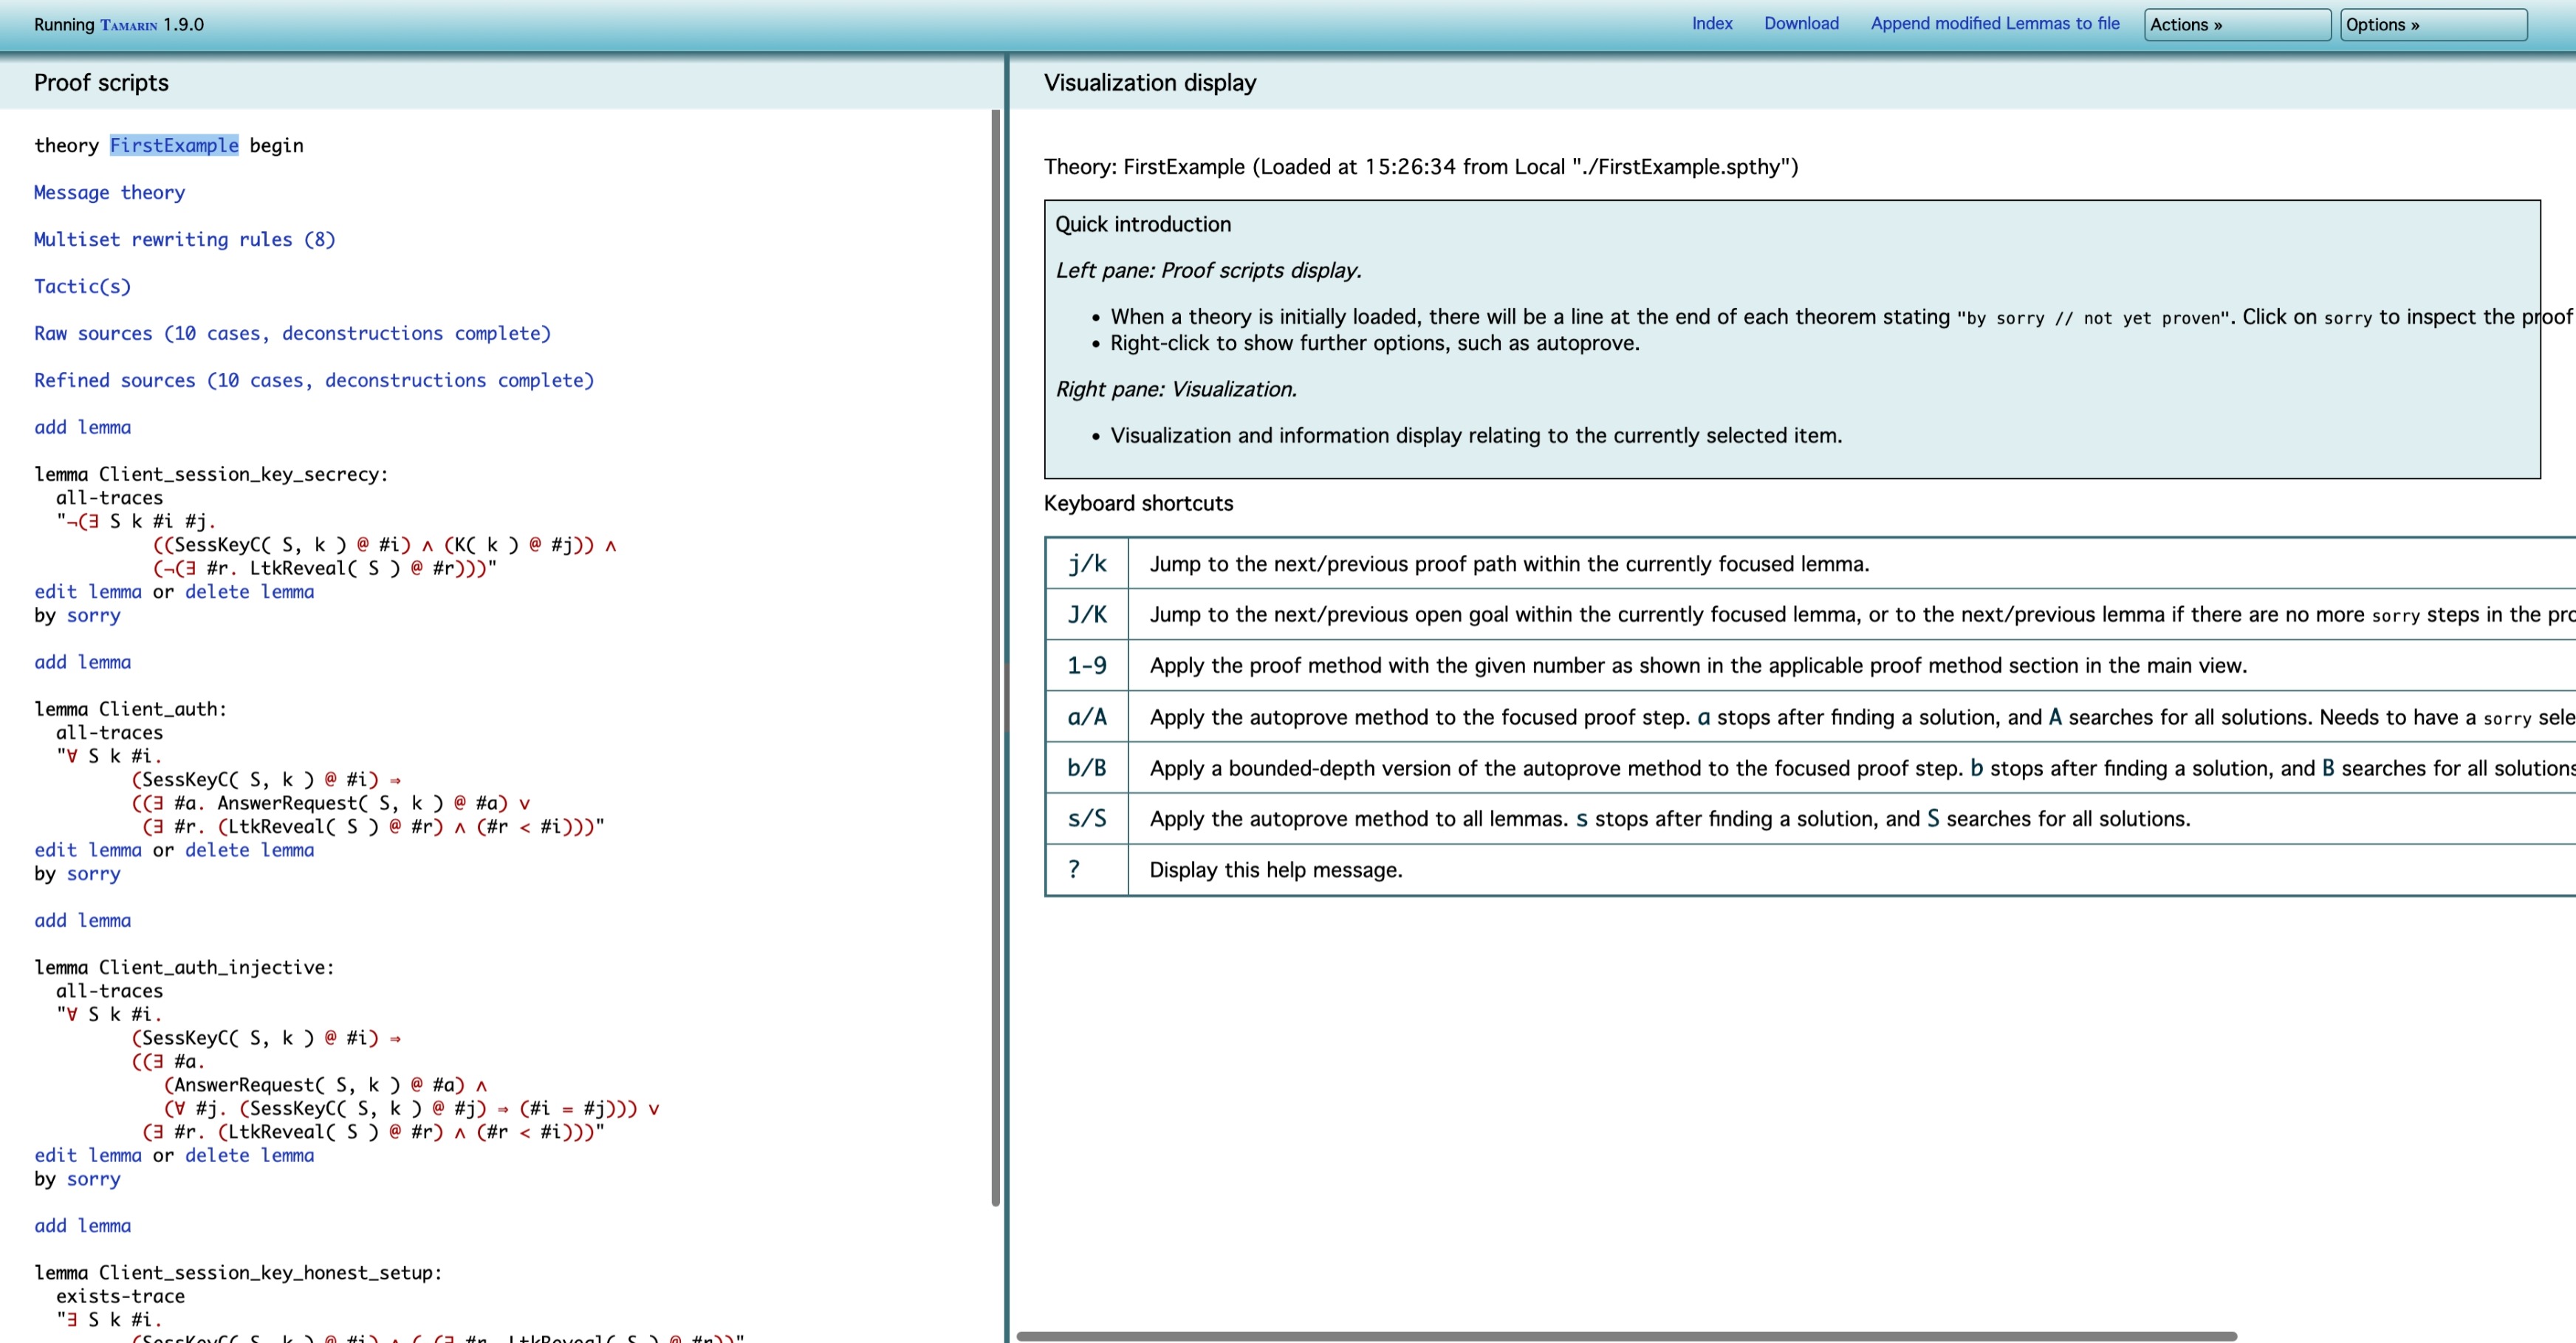 Running TAMARIN 1.9.0
Index Download Append modified Lemmas to file Actions » Options »
Proof scripts
theory FirstExample begin
Message theory
Multiset rewriting rules (8)
Tactic(s)
Raw sources (10 cases, deconstructions complete)
Refined sources (10 cases, deconstructions complete)
add lemma
lemma Client_session_key_secrecy:
all-traces
"¬(∃ S k #i #j.
((SessKeyC( S, k ) @ #i) ∧ (K( k ) @ #j)) ∧
(¬(∃ #r. LtkReveal( S ) @ #r)))"
edit lemma or delete lemma
by sorry
add lemma
lemma Client_auth:
all-traces
"∀ S k #i.
(SessKeyC( S, k ) @ #i) ⇒
((∃ #a. AnswerRequest( S, k ) @ #a) ∨
(∃ #r. (LtkReveal( S ) @ #r) ∧ (#r < #i)))"
edit lemma or delete lemma
by sorry
add lemma
lemma Client_auth_injective:
all-traces
"∀ S k #i.
(SessKeyC( S, k ) @ #i) ⇒
((∃ #a.
(AnswerRequest( S, k ) @ #a) ∧
(∀ #j. (SessKeyC( S, k ) @ #j) ⇒ (#i = #j))) ∨
(∃ #r. (LtkReveal( S ) @ #r) ∧ (#r < #i)))"
edit lemma or delete lemma
by sorry
add lemma
lemma Client_session_key_honest_setup:
exists-trace
"∃ S k #i.
Visualization display
Theory: FirstExample (Loaded at 15:26:34 from Local "./FirstExample.spthy")
Quick introduction
Left pane: Proof scripts display.
• When a theory is initially loaded, there will be a line at the end of each theorem stating "by sorry // not yet proven". Click on sorry to inspect the proof
• Right-click to show further options, such as autoprove.
Right pane: Visualization.
• Visualization and information display relating to the currently selected item.
Keyboard shortcuts
j/k Jump to the next/previous proof path within the currently focused lemma.
J/K Jump to the next/previous open goal within the currently focused lemma, or to the next/previous lemma if there are no more sorry steps in the pro
1-9 Apply the proof method with the given number as shown in the applicable proof method section in the main view.
a/A Apply the autoprove method to the focused proof step. a stops after finding a solution, and A searches for all solutions. Needs to have a sorry sele
b/B Apply a bounded-depth version of the autoprove method to the focused proof step. b stops after finding a solution, and B searches for all solutions
s/S Apply the autoprove method to all lemmas. s stops after finding a solution, and S searches for all solutions.
? Display this help message.